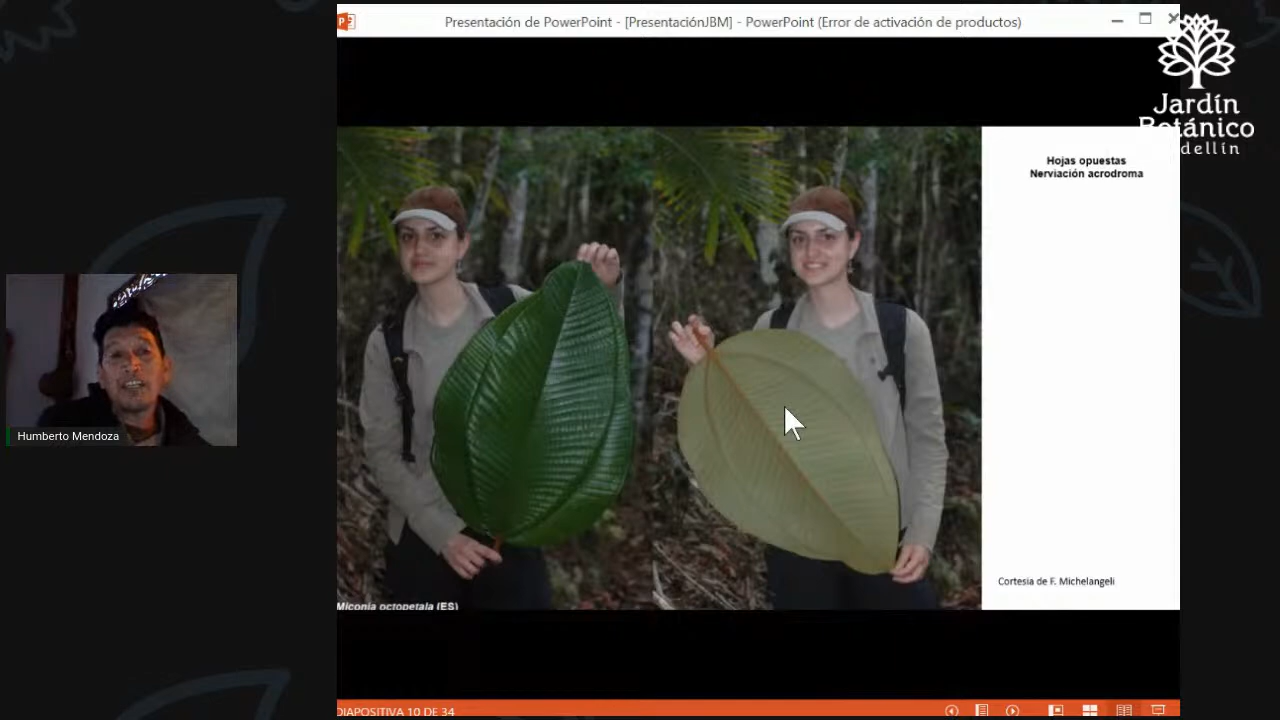 Presentación de PowerPoint - [PresentaciónJBM] - PowerPoint (Error de activación de productos)
Jardín
Botánico
Medellín
Hojas opuestas
Nerviación acrodroma
Humberto Mendoza
Cortesia de F. Michelangeli
Miconia octopetala (ES)
DIAPOSITIVA 10 DE 34